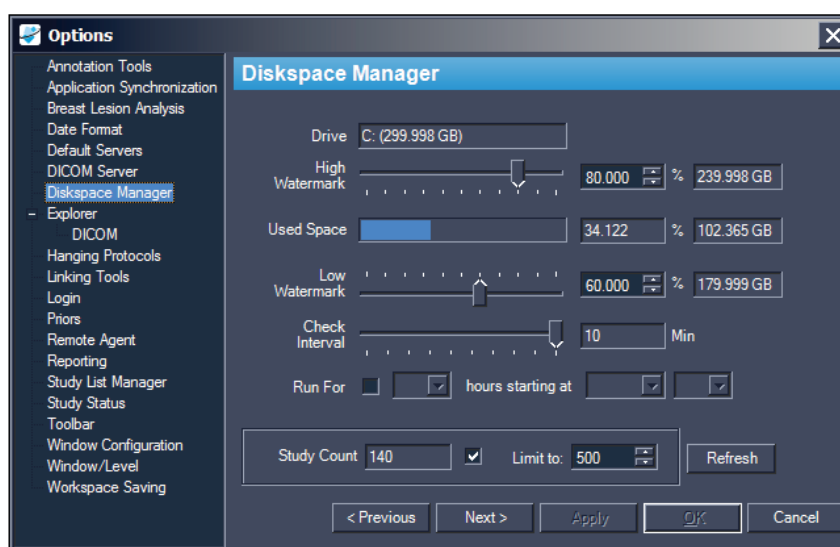 Options
Annotation Tools
Application Synchronization
Breast Lesion Analysis
Date Format
Default Servers
DICOM Server
Diskspace Manager
Explorer
DICOM
Hanging Protocols
Linking Tools
Login
Priors
Remote Agent
Reporting
Study List Manager
Study Status
Toolbar
Window Configuration
Window/Level
Workspace Saving
Diskspace Manager
Drive C: (299.998 GB)
High Watermark 80.000 % 239.998 GB
Used Space 34.122 % 102.365 GB
Low Watermark 60.000 % 179.999 GB
Check Interval 10 Min
Run For hours starting at
Study Count 140 Limit to: 500 Refresh
< Previous Next > Apply OK Cancel